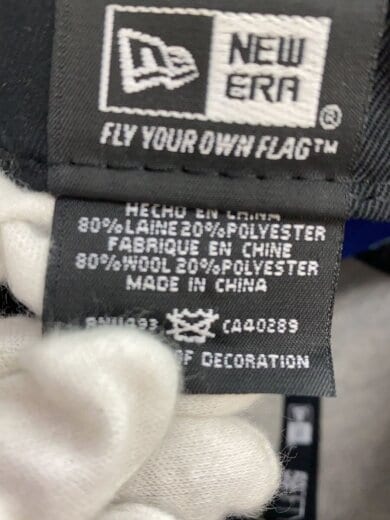 NEW
ERA®
FLY YOUR OWN FLAG™
HECHO EN CHINA
80%LAINE 20%POLYESTER
FABRIQUE EN CHINE
80%WOOL 20%POLYESTER
MADE IN CHINA
CA40289
OF DECORATION